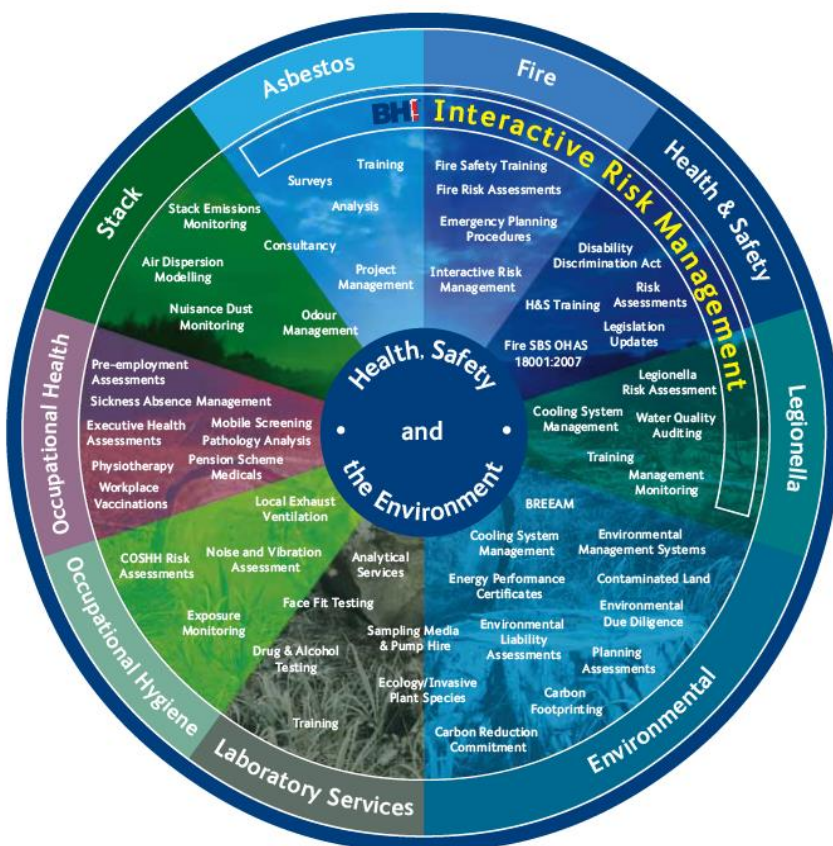 Asbestos
Fire
Health & Safety
Legionella
Environmental
Laboratory Services
Occupational Hygiene
Occupational Health
Stack
BH! Interactive Risk Management
Training
Surveys
Analysis
Consultancy
Project
Management
Fire Safety Training
Fire Risk Assessments
Emergency Planning
Procedures
Interactive Risk
Management
Disability
Discrimination Act
Risk
Assessments
H&S Training
Legislation
Updates
Fire SBS OHAS
18001:2007
Legionella
Risk Assessment
Cooling System
Management
Water Quality
Auditing
Training
Management
Monitoring
BREEAM
Cooling System
Management
Environmental
Management Systems
Energy Performance
Certificates
Contaminated Land
Environmental
Due Diligence
Environmental
Liability
Assessments
Planning
Assessments
Carbon
Footprinting
Carbon Reduction
Commitment
Analytical
Services
Face Fit Testing
Sampling Media
& Pump Hire
Drug & Alcohol
Testing
Ecology/Invasive
Plant Species
Training
Local Exhaust
Ventilation
COSHH Risk
Assessments
Noise and Vibration
Assessment
Exposure
Monitoring
Pre-employment
Assessments
Sickness Absence Management
Executive Health
Assessments
Mobile Screening
Pathology Analysis
Physiotherapy
Pension Scheme
Medicals
Workplace
Vaccinations
Stack Emissions
Monitoring
Air Dispersion
Modelling
Nuisance Dust
Monitoring
Odour
Management
Health, Safety
and
the Environment